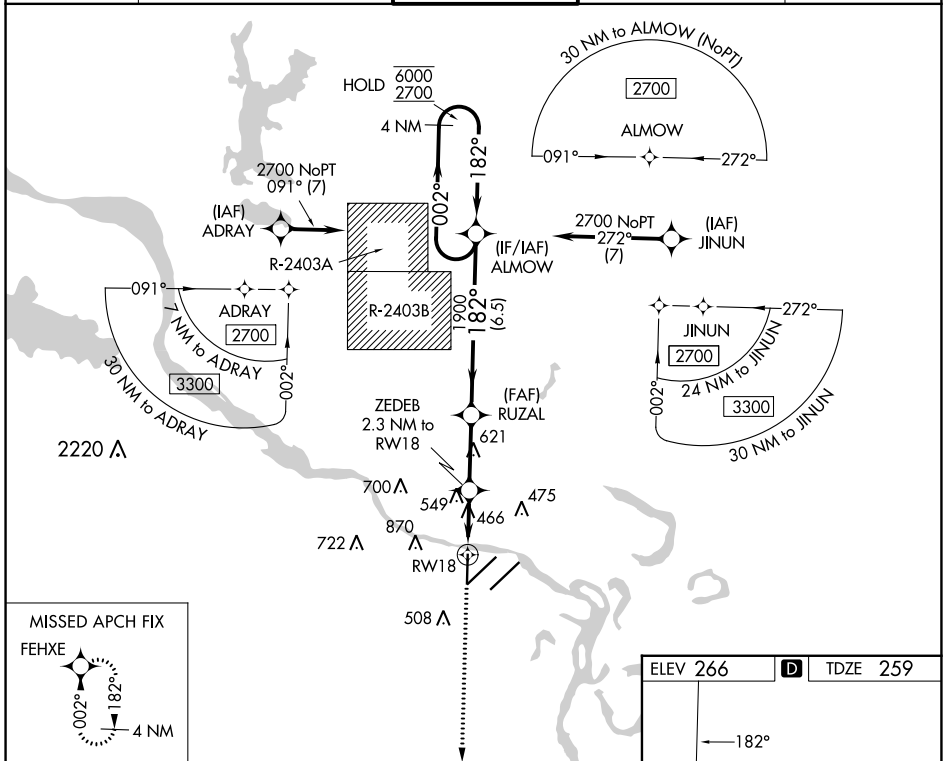 30 NM to ALMOW (NoPT)
2700
ALMOW
091°
272°
HOLD
6000
2700
4 NM
182°
002°
2700 NoPT
091° (7)
(IAF)
ADRAY
R-2403A
R-2403B
(IF/IAF)
ALMOW
2700 NoPT
272°
(7)
(IAF)
JINUN
1900
182°
(6.5)
091°
ADRAY
2700
7 NM to ADRAY
002°
3300
30 NM to ADRAY
272°
JINUN
2700
24 NM to JINUN
002°
3300
30 NM to JINUN
(FAF)
RUZAL
ZEDEB
2.3 NM to
RW18
621
2220
700
549
466
475
870
722
RW18
508
MISSED APCH FIX
FEHXE
002°
182°
4 NM
ELEV 266
D
TDZE 259
182°